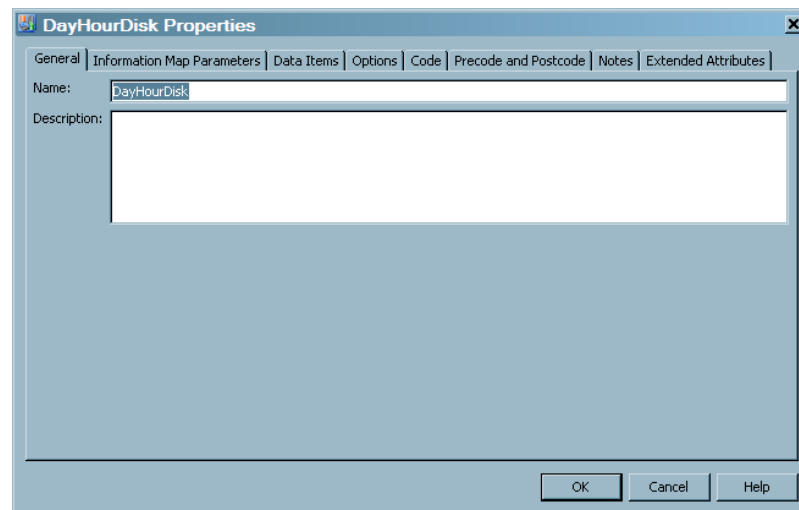 DayHourDisk Properties
General Information Map Parameters Data Items Options Code Precode and Postcode Notes Extended Attributes
Name: DayHourDisk
Description:
OK Cancel Help